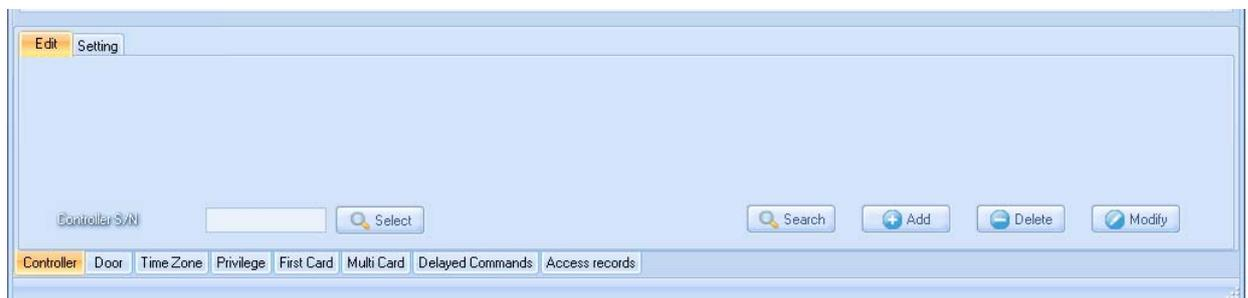 Edit Setting
Controller S/N Select Search Add Delete Modify
Controller Door Time Zone Privilege First Card Multi Card Delayed Commands Access records